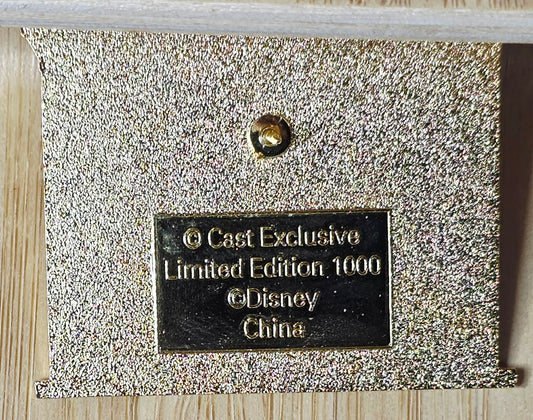 © Cast Exclusive
Limited Edition 1000
©Disney
China